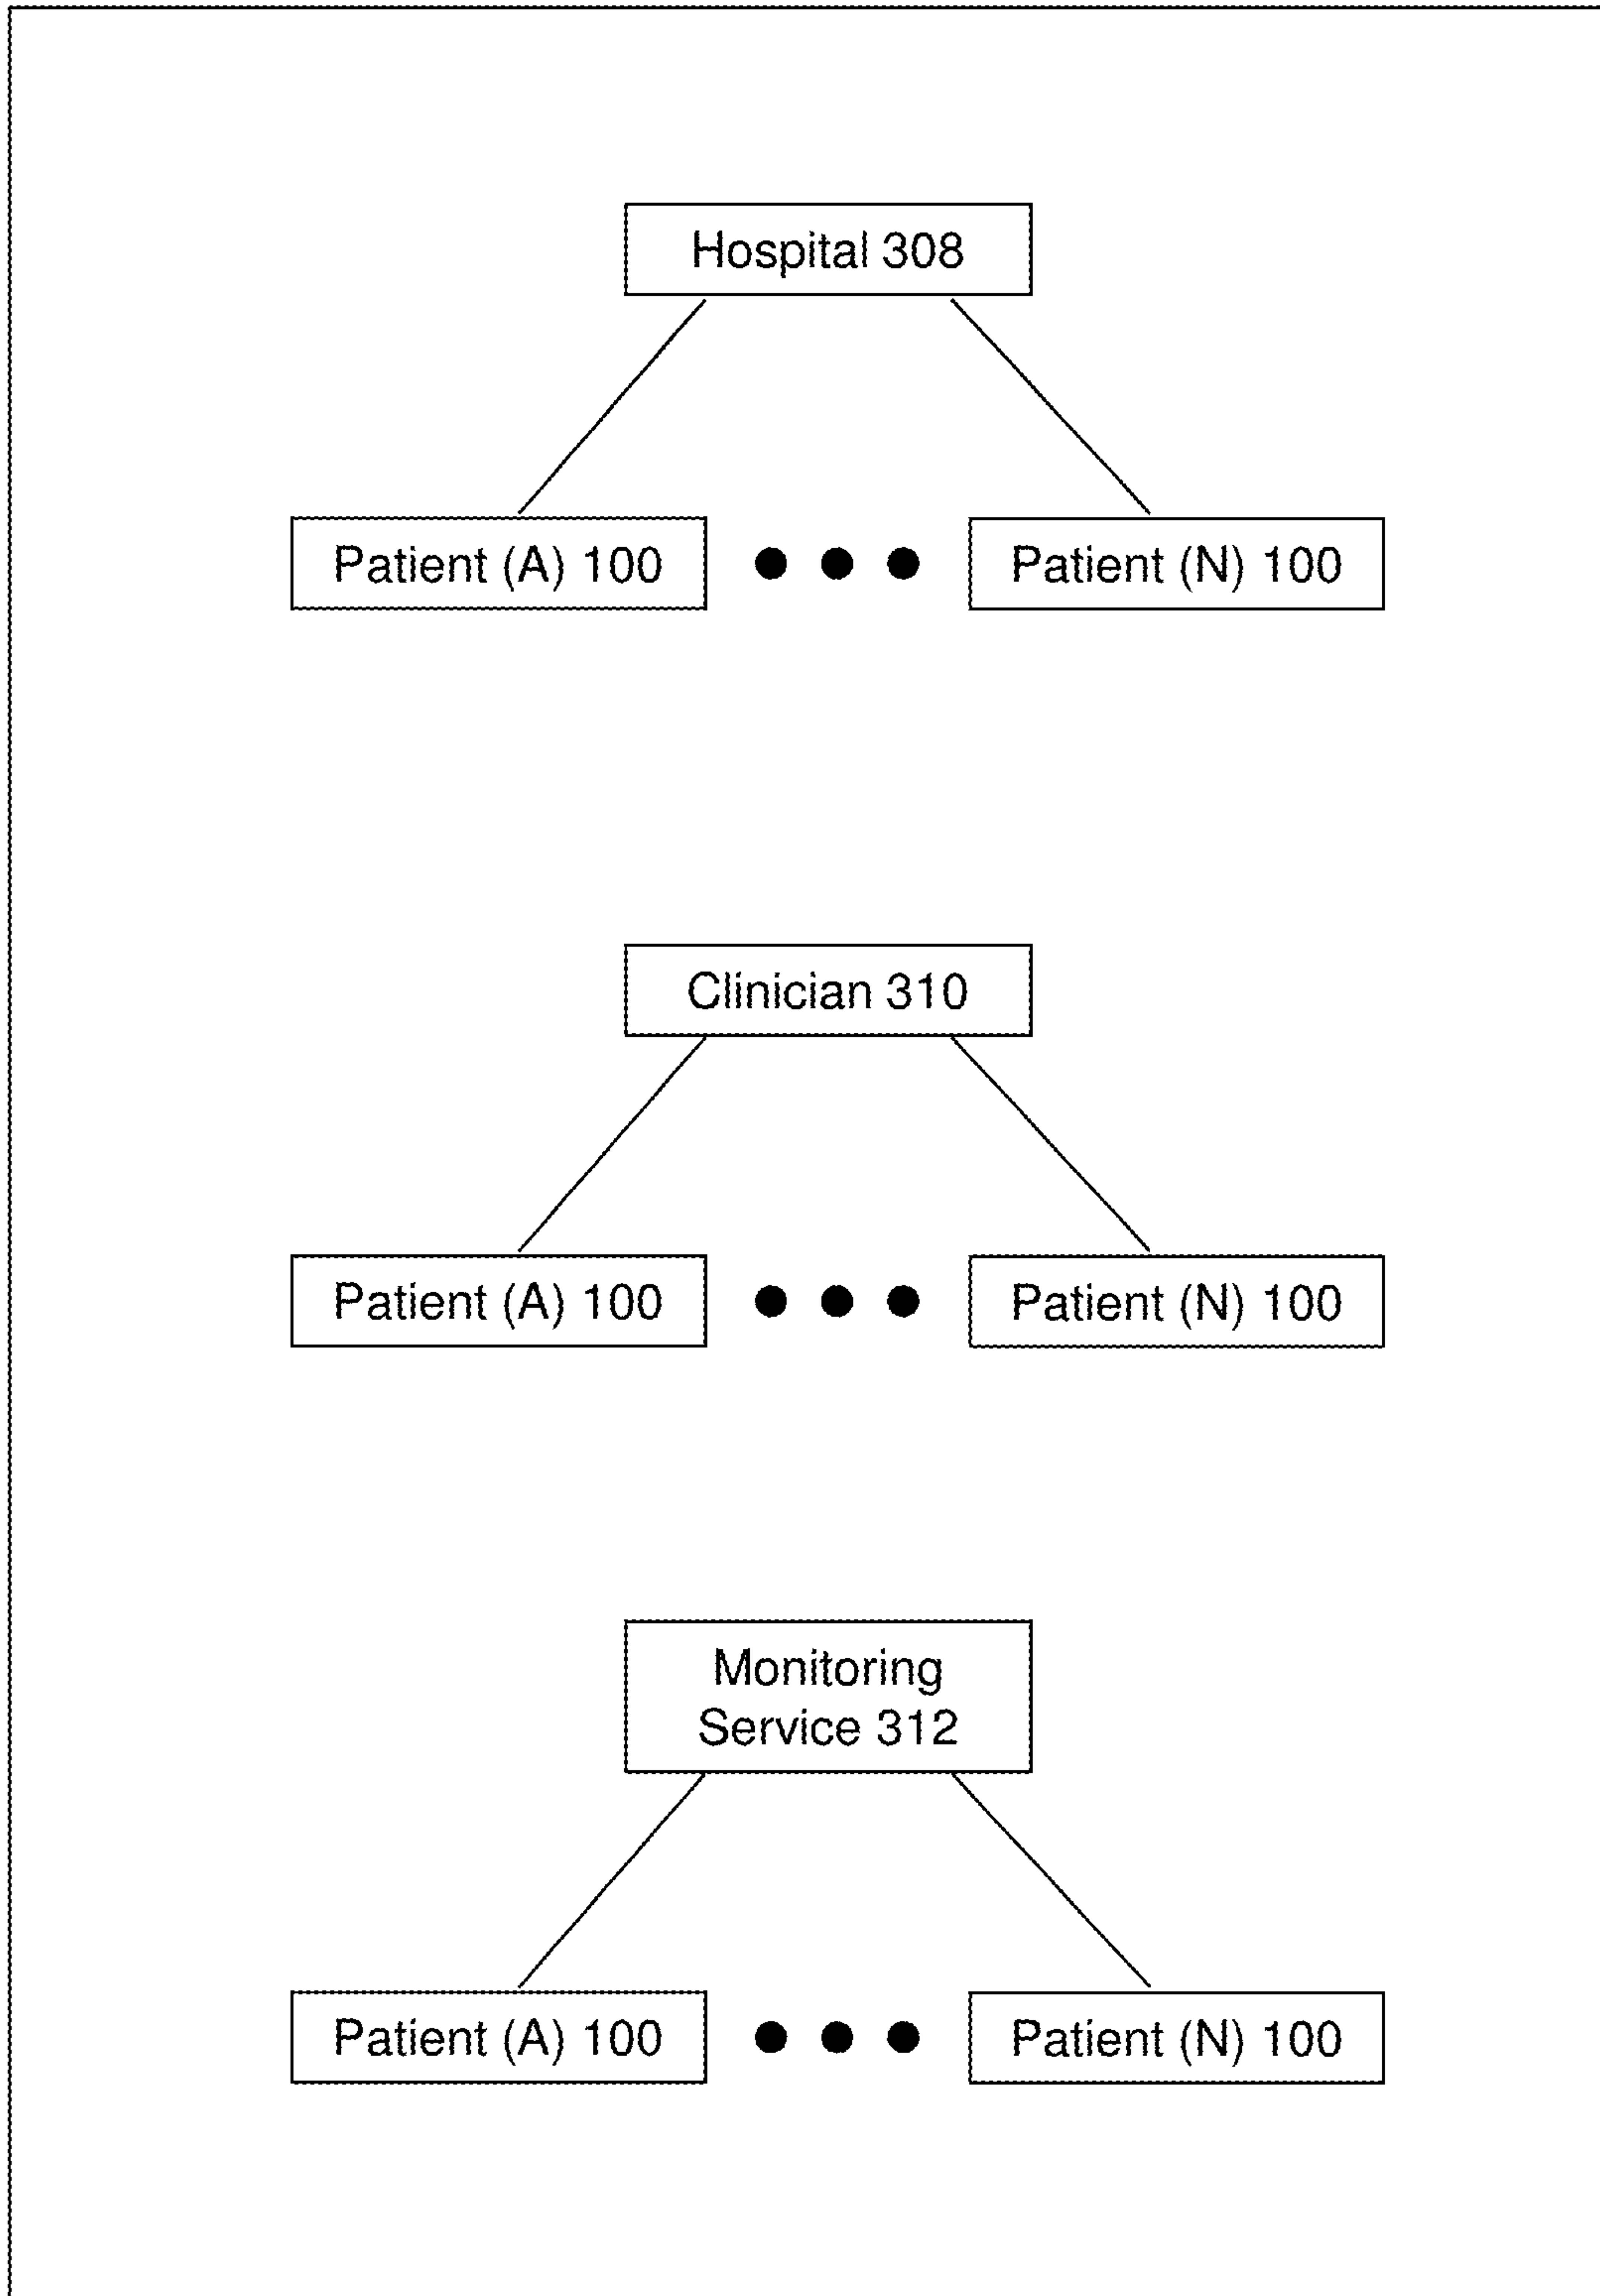 Hospital 308
Patient (A) 100
Patient (N) 100
Clinician 310
Patient (A) 100
Patient (N) 100
Monitoring
Service 312
Patient (A) 100
Patient (N) 100